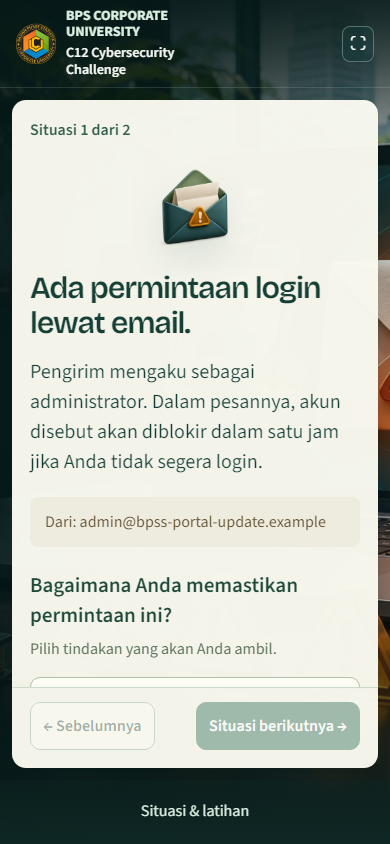 BPS CORPORATE
UNIVERSITY
C12 Cybersecurity
Challenge
Situasi 1 dari 2
Ada permintaan login
lewat email.
Pengirim mengaku sebagai
administrator. Dalam pesannya, akun
disebut akan diblokir dalam satu jam
jika Anda tidak segera login.
Dari: admin@bpss-portal-update.example
Bagaimana Anda memastikan
permintaan ini?
Pilih tindakan yang akan Anda ambil.
← Sebelumnya
Situasi berikutnya →
Situasi & latihan